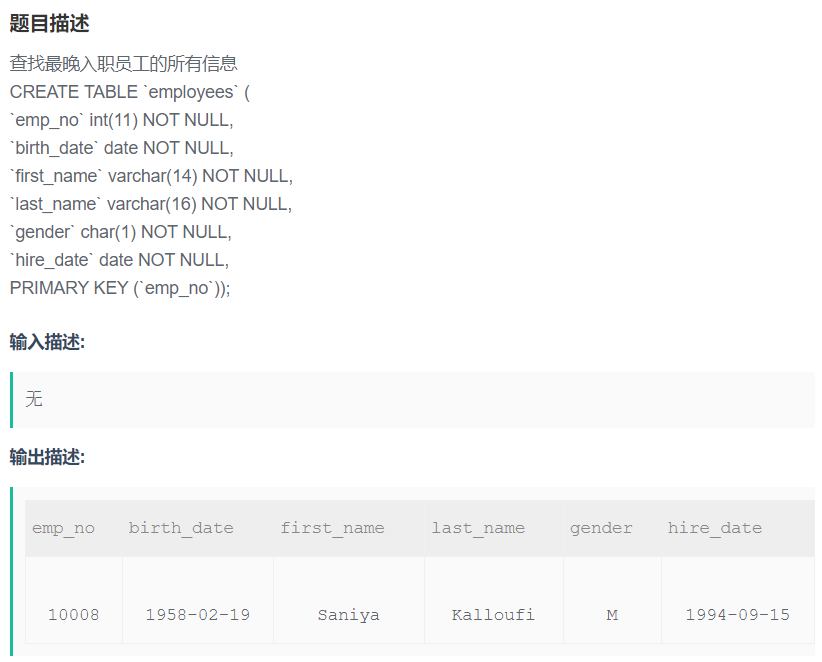 题目描述
查找最晚入职员工的所有信息
CREATE TABLE `employees` (
`emp_no` int(11) NOT NULL,
`birth_date` date NOT NULL,
`first_name` varchar(14) NOT NULL,
`last_name` varchar(16) NOT NULL,
`gender` char(1) NOT NULL,
`hire_date` date NOT NULL,
PRIMARY KEY (`emp_no`));
输入描述:
无
输出描述:
emp_no birth_date first_name last_name gender hire_date
10008 1958-02-19 Saniya Kalloufi M 1994-09-15